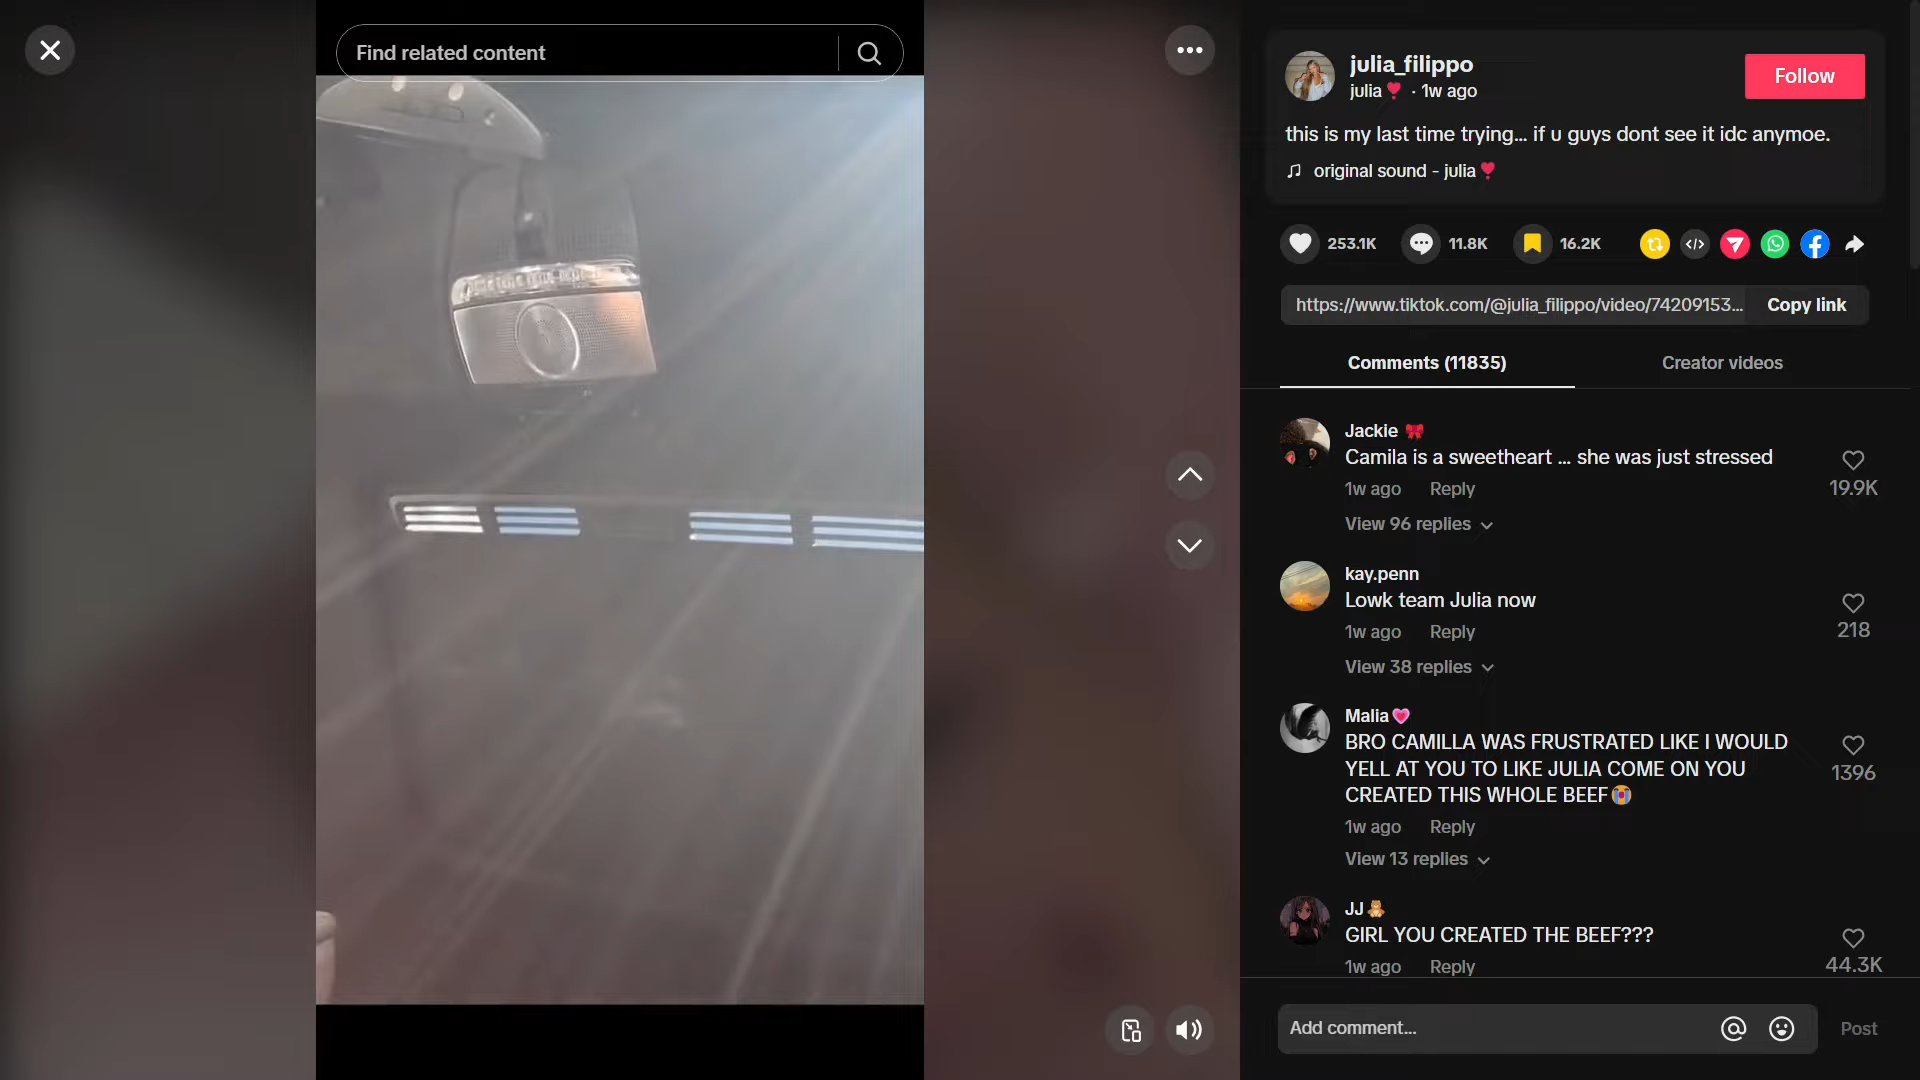 Find related content
julia_filippo
julia❣️ · 1w ago
Follow
this is my last time trying... if u guys dont see it idc anymoe.
original sound - julia❣️
253.1K
11.8K
16.2K
https://www.tiktok.com/@julia_filippo/video/74209153...
Copy link
Comments (11835)
Creator videos
Jackie 🎀
Camila is a sweetheart ... she was just stressed
1w ago Reply
19.9K
View 96 replies
kay.penn
Lowk team Julia now
1w ago Reply
218
View 38 replies
Malia💗
BRO CAMILLA WAS FRUSTRATED LIKE I WOULD
YELL AT YOU TO LIKE JULIA COME ON YOU
CREATED THIS WHOLE BEEF😭
1396
1w ago Reply
View 13 replies
JJ🧸
GIRL YOU CREATED THE BEEF???
1w ago Reply
44.3K
Add comment...
Post